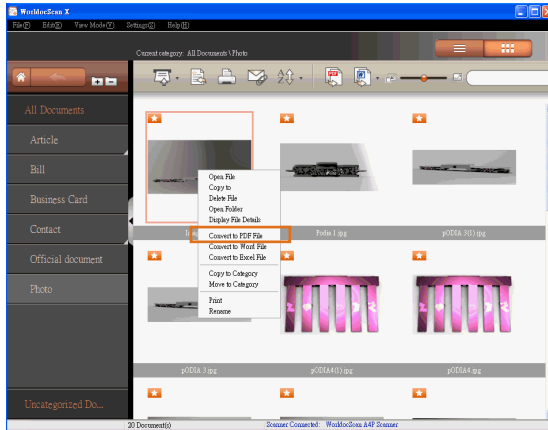 WorldocScan X
File(F) Edit(E) View Mode(V) Settings(S) Help(H)
Current category: All Documents \ Photo
PDF
All Documents
Article
Bill
Business Card
Contact
Official document
Photo
Uncategorized Do...
Open File
Copy to
Delete File
Open Folder
Display File Details
Convert to PDF File
Convert to Word File
Convert to Excel File
Copy to Category
Move to Category
Print
Rename
Podia 1.jpg
pODIA 3(1).jpg
pODIA 3.jpg
pODIA4(1).jpg
pODIA4.jpg
20 Document(s)
Scanner Connected: WorldocScan A4P Scanner